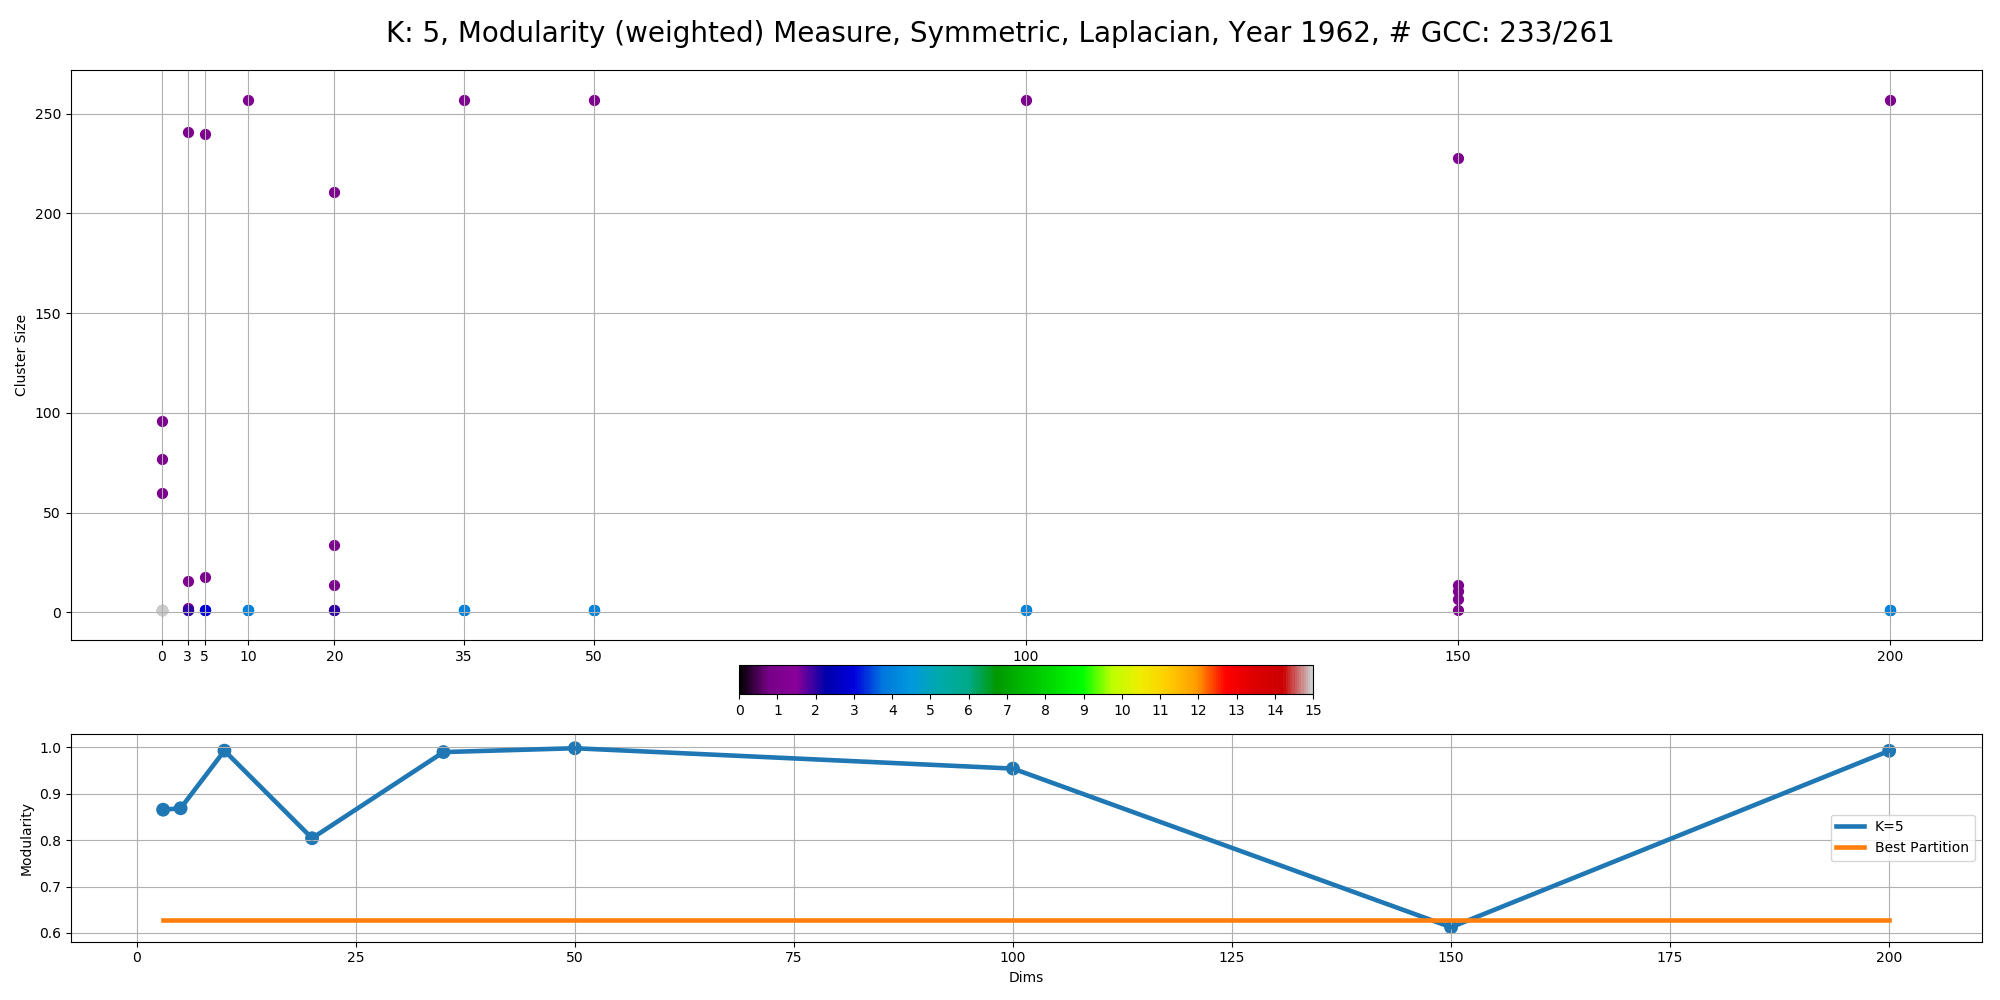 K: 5, Modularity (weighted) Measure, Symmetric, Laplacian, Year 1962, # GCC: 233/261
250
200
150
100
50
0
Cluster Size
0 3 5 10 20 35 50 100 150 200
0 1 2 3 4 5 6 7 8 9 10 11 12 13 14 15
1.0
0.9
0.8
0.7
0.6
Modularity
K=5
Best Partition
0 25 50 75 100 125 150 175 200
Dims